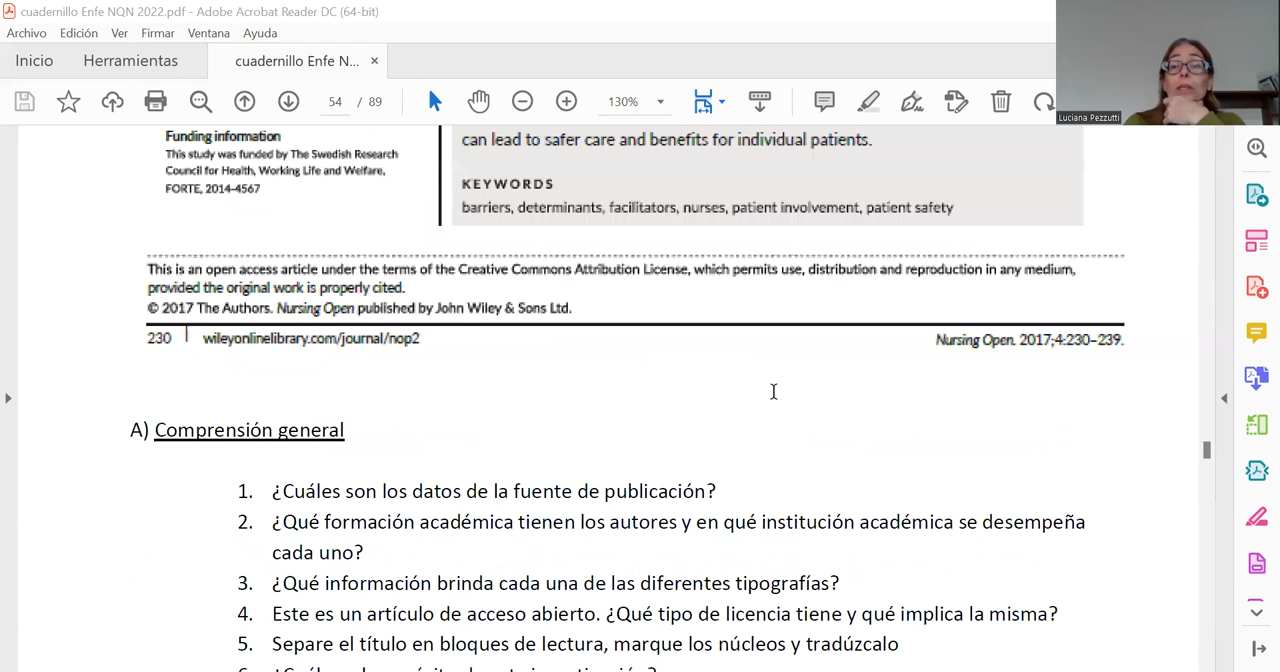 cuadernillo Enfe NQN 2022.pdf - Adobe Acrobat Reader DC (64-bit)
Archivo Edición Ver Firmar Ventana Ayuda
Inicio Herramientas cuadernillo Enfe N... ×
54 / 89 130%
Luciana Pezzutti
Funding information
This study was funded by The Swedish Research
Council for Health, Working Life and Welfare,
FORTE, 2014-4567
can lead to safer care and benefits for individual patients.
KEYWORDS
barriers, determinants, facilitators, nurses, patient involvement, patient safety
This is an open access article under the terms of the Creative Commons Attribution License, which permits use, distribution and reproduction in any medium,
provided the original work is properly cited.
© 2017 The Authors. Nursing Open published by John Wiley & Sons Ltd.
230 wileyonlinelibrary.com/journal/nop2 Nursing Open. 2017;4:230–239.
A) Comprensión general
1. ¿Cuáles son los datos de la fuente de publicación?
2. ¿Qué formación académica tienen los autores y en qué institución académica se desempeña
cada uno?
3. ¿Qué información brinda cada una de las diferentes tipografías?
4. Este es un artículo de acceso abierto. ¿Qué tipo de licencia tiene y qué implica la misma?
5. Separe el título en bloques de lectura, marque los núcleos y tradúzcalo